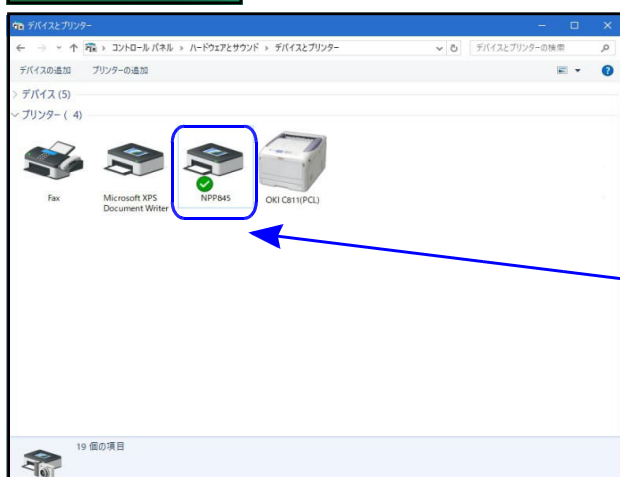 デバイスとプリンター
コントロール パネル › ハードウェアとサウンド › デバイスとプリンター
デバイスとプリンターの検索
デバイスの追加 プリンターの追加
デバイス (5)
プリンター ( 4)
Fax
Microsoft XPS
Document Writer
NPP845
OKI C811(PCL)
19 個の項目